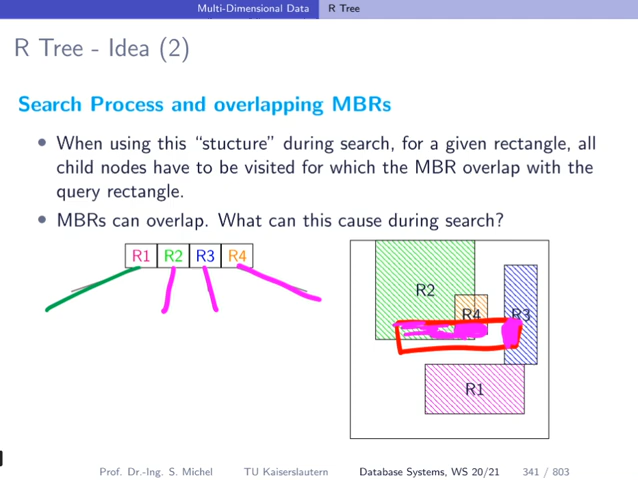 Multi-Dimensional Data R Tree
R Tree - Idea (2)
Search Process and overlapping MBRs
• When using this “stucture” during search, for a given rectangle, all
child nodes have to be visited for which the MBR overlap with the
query rectangle.
• MBRs can overlap. What can this cause during search?
R1 R2 R3 R4
R2
R4
R3
R1
Prof. Dr.-Ing. S. Michel TU Kaiserslautern Database Systems, WS 20/21 341 / 803